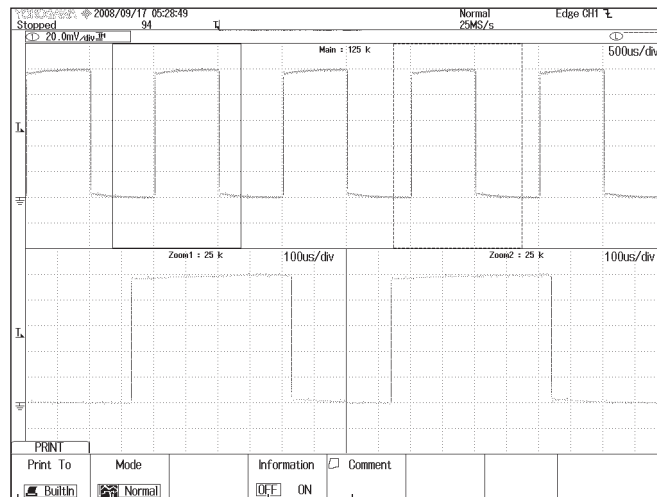 2008/09/17 05:28:49 Normal Edge CH1
Stopped 94 25MS/s
① 20.0mV/div
Main : 125 k 500us/div
Zoom1 : 25 k 100us/div Zoom2 : 25 k 100us/div
PRINT
Print To Mode Information Comment
BuiltIn Normal OFF ON